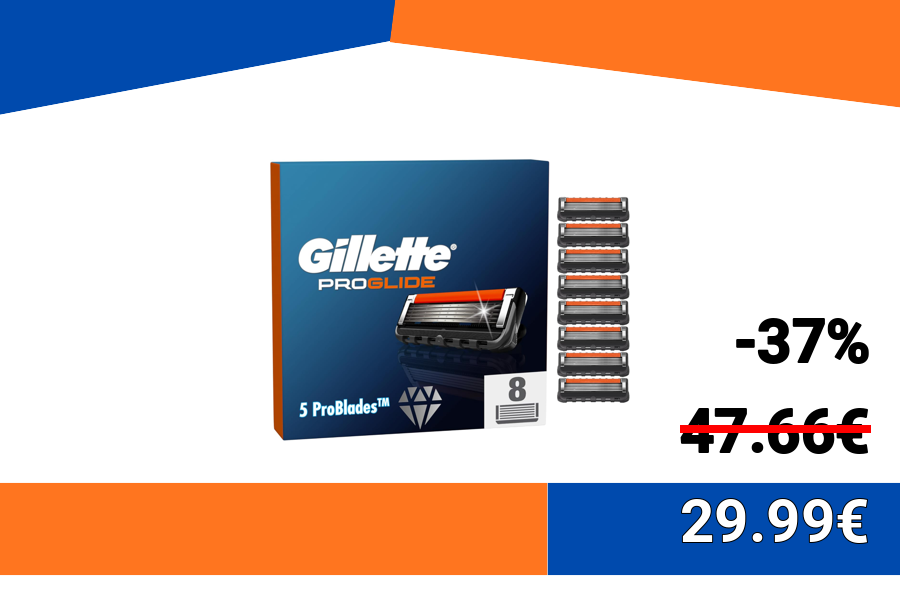 Gillette®
PROGLIDE
5 ProBlades™
8
-37%
47.66€
29.99€